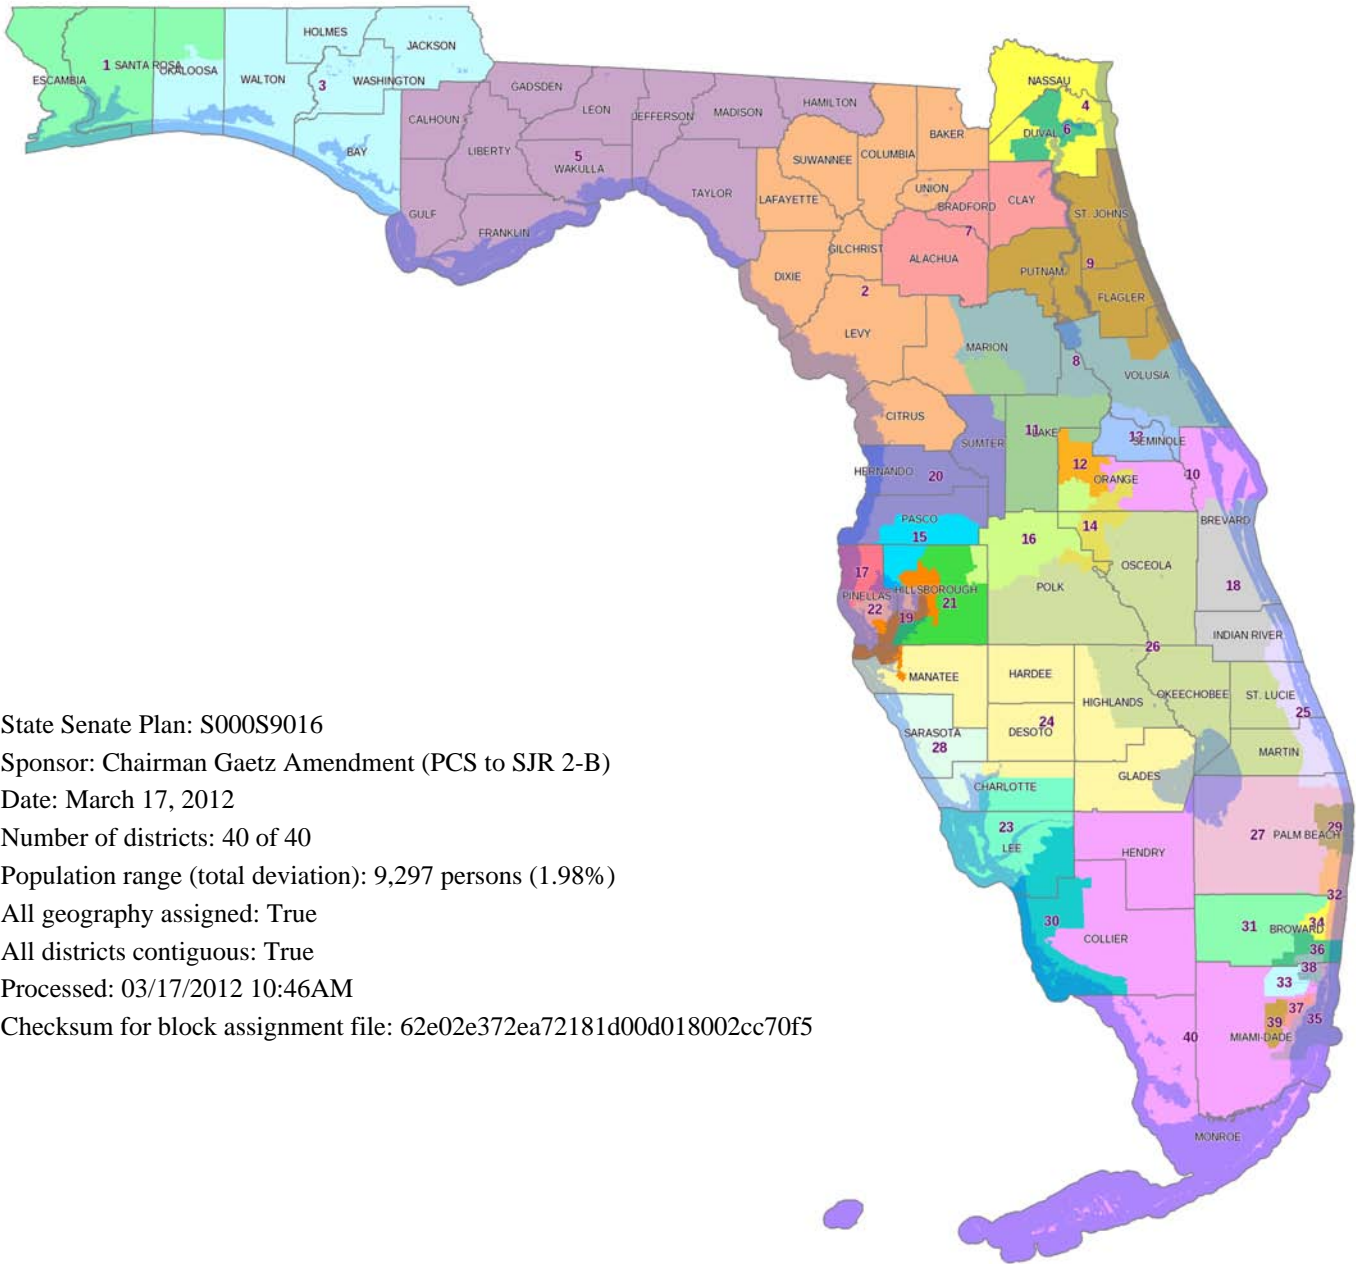 HOLMES
JACKSON
ESCAMBIA
1
SANTA ROSA
OKALOOSA
WALTON
3
WASHINGTON
BAY
GADSDEN
CALHOUN
LEON
JEFFERSON
MADISON
HAMILTON
LIBERTY
5
WAKULLA
GULF
FRANKLIN
TAYLOR
NASSAU
4
DUVAL
6
BAKER
SUWANNEE
COLUMBIA
LAFAYETTE
UNION
BRADFORD
CLAY
ST. JOHNS
7
GILCHRIST
ALACHUA
DIXIE
PUTNAM
9
2
FLAGLER
LEVY
MARION
8
VOLUSIA
CITRUS
11
LAKE
SUMTER
13
SEMINOLE
HERNANDO
20
12
ORANGE
10
PASCO
15
14
BREVARD
16
OSCEOLA
17
PINELLAS
HILLSBOROUGH
22
21
19
POLK
18
INDIAN RIVER
26
MANATEE
HARDEE
HIGHLANDS
OKEECHOBEE
ST. LUCIE
25
SARASOTA
28
24
DESOTO
MARTIN
CHARLOTTE
GLADES
23
LEE
HENDRY
27
PALM BEACH
29
32
30
COLLIER
31
BROWARD
34
36
38
33
37
35
39
MIAMI-DADE
40
MONROE
State Senate Plan: S000S9016
Sponsor: Chairman Gaetz Amendment (PCS to SJR 2-B)
Date: March 17, 2012
Number of districts: 40 of 40
Population range (total deviation): 9,297 persons (1.98%)
All geography assigned: True
All districts contiguous: True
Processed: 03/17/2012 10:46AM
Checksum for block assignment file: 62e02e372ea72181d00d018002cc70f5